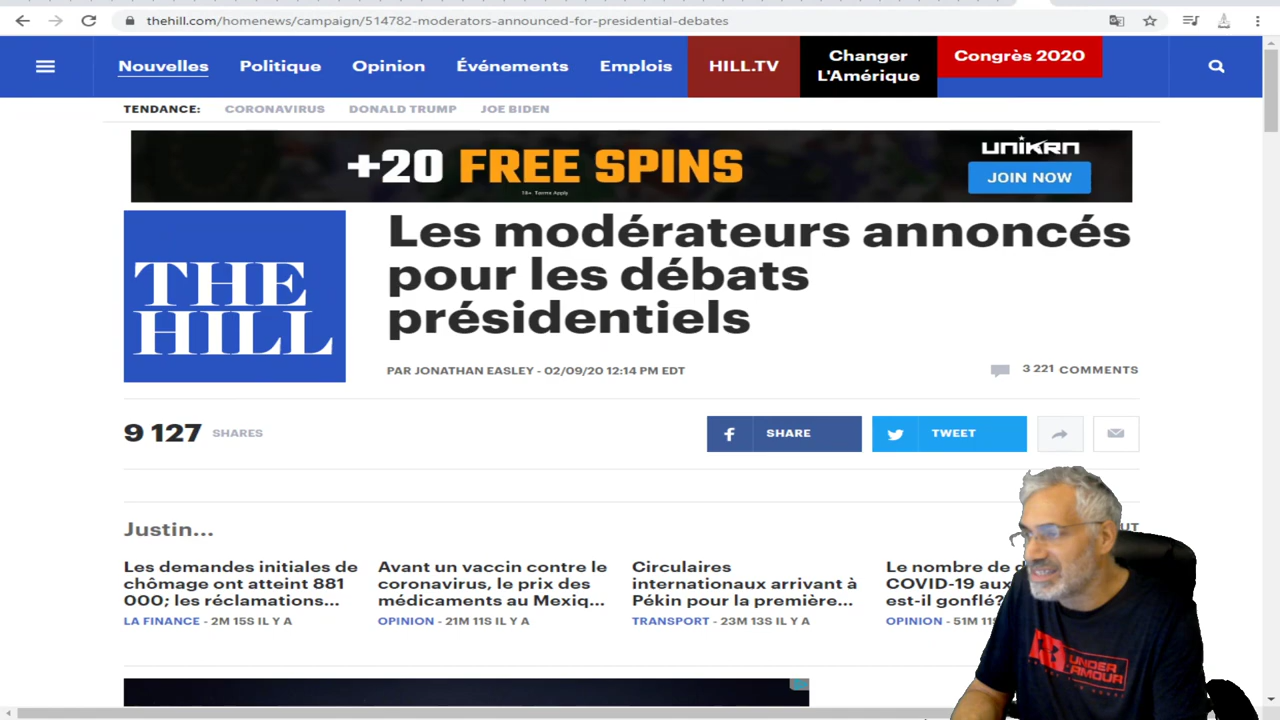 thehill.com/homenews/campaign/514782-moderators-announced-for-presidential-debates
Nouvelles Politique Opinion Événements Emplois HILL.TV Changer L'Amérique Congrès 2020
TENDANCE: CORONAVIRUS DONALD TRUMP JOE BIDEN
+20 FREE SPINS
18+. Terms Apply
UNIKRN
JOIN NOW
THE
HILL
Les modérateurs annoncés
pour les débats
présidentiels
PAR JONATHAN EASLEY - 02/09/20 12:14 PM EDT
3 221 COMMENTS
9 127 SHARES
SHARE
TWEET
Justin...
Les demandes initiales de
chômage ont atteint 881
000; les réclamations...
LA FINANCE - 2M 15S IL Y A
Avant un vaccin contre le
coronavirus, le prix des
médicaments au Mexiq...
OPINION - 21M 11S IL Y A
Circulaires
internationaux arrivant à
Pékin pour la première...
TRANSPORT - 23M 13S IL Y A
Le nombre de
COVID-19 aux
est-il gonflé?
OPINION - 51M 11S
UNDER
ARMOUR